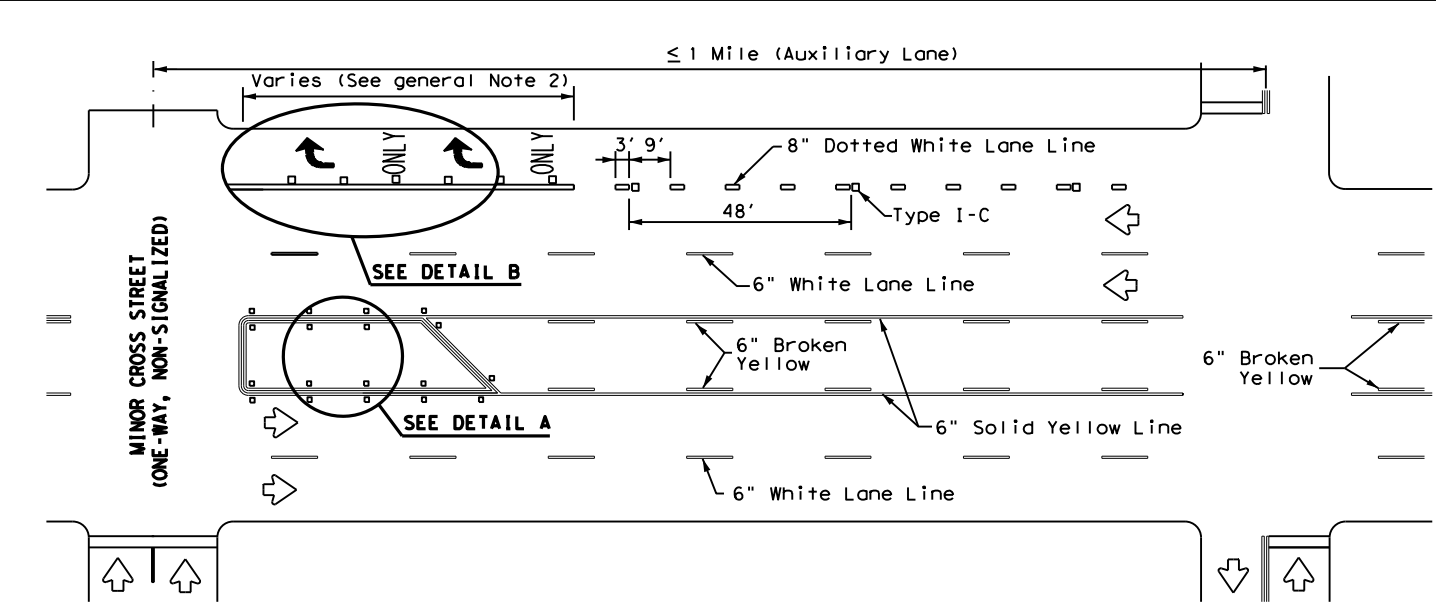 ≤ 1 Mile (Auxiliary Lane)
Varies (See general Note 2)
ONLY
ONLY
3' 9'
8" Dotted White Lane Line
48'
Type I-C
SEE DETAIL B
6" White Lane Line
MINOR CROSS STREET
(ONE-WAY, NON-SIGNALIZED)
6" Broken
Yellow
6" Broken
Yellow
SEE DETAIL A
6" Solid Yellow Line
6" White Lane Line